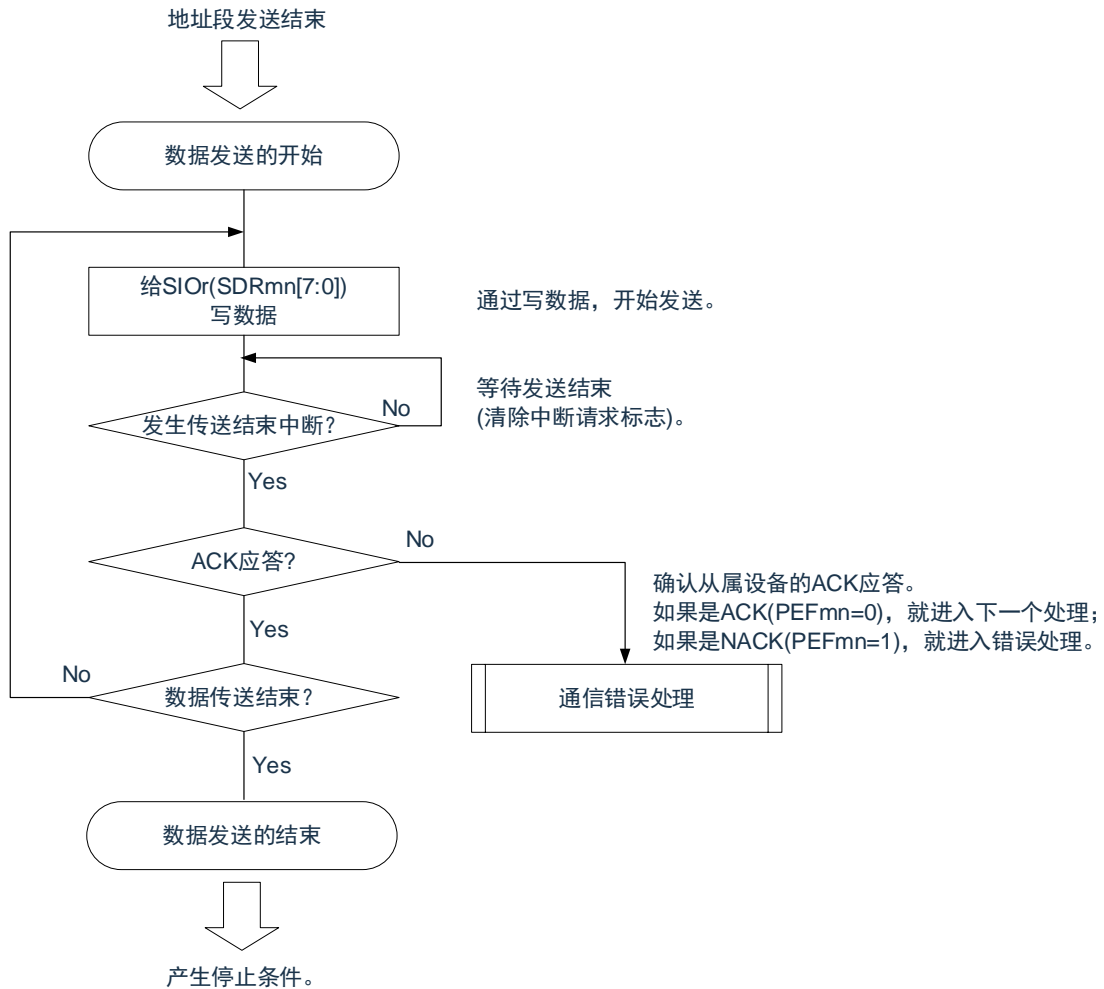 地址段发送结束
数据发送的开始
给SIOr(SDRmn[7:0])
写数据
通过写数据，开始发送。
等待发送结束
(清除中断请求标志)。
发生传送结束中断？
No
Yes
ACK应答？
No
确认从属设备的ACK应答。
如果是ACK(PEFmn=0)，就进入下一个处理；
如果是NACK(PEFmn=1)，就进入错误处理。
Yes
No
数据传送结束？
通信错误处理
Yes
数据发送的结束
产生停止条件。